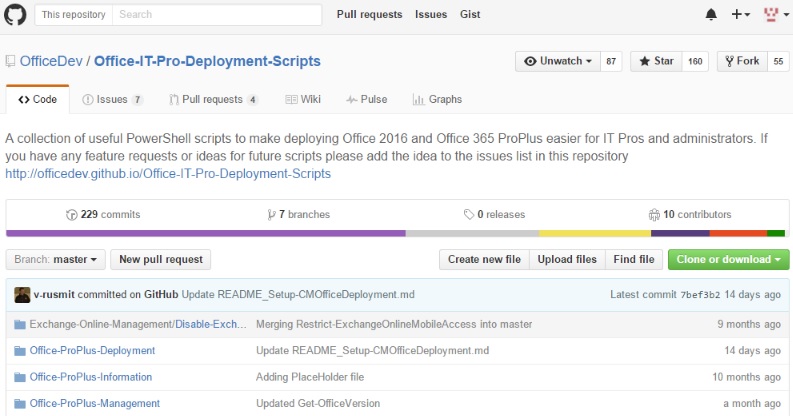 This repository Search Pull requests Issues Gist
OfficeDev / Office-IT-Pro-Deployment-Scripts Unwatch 87 Star 160 Fork 55
Code Issues 7 Pull requests 4 Wiki Pulse Graphs
A collection of useful PowerShell scripts to make deploying Office 2016 and Office 365 ProPlus easier for IT Pros and administrators. If
you have any feature requests or ideas for future scripts please add the idea to the issues list in this repository
http://officedev.github.io/Office-IT-Pro-Deployment-Scripts
229 commits 7 branches 0 releases 10 contributors
Branch: master New pull request Create new file Upload files Find file Clone or download
v-rusmit committed on GitHub Update README_Setup-CMOfficeDeployment.md Latest commit 7bef3b2 14 days ago
Exchange-Online-Management/Disable-Exch... Merging Restrict-ExchangeOnlineMobileAccess into master 9 months ago
Office-ProPlus-Deployment Update README_Setup-CMOfficeDeployment.md 14 days ago
Office-ProPlus-Information Adding PlaceHolder file 10 months ago
Office-ProPlus-Management Updated Get-OfficeVersion a month ago